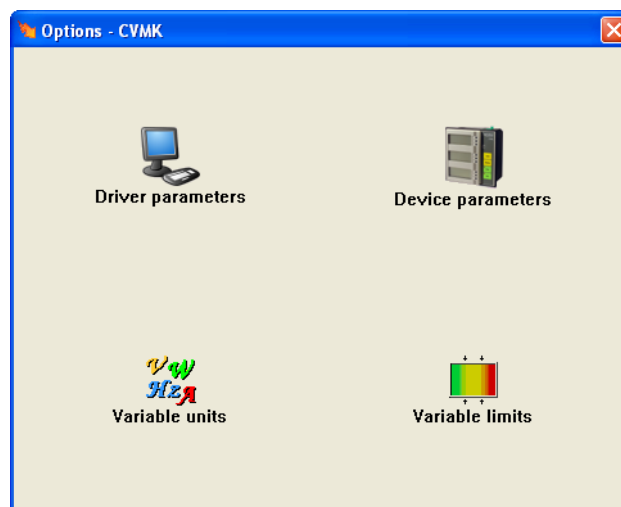 Options - CVMK
Driver parameters
Device parameters
V W
Hz A
Variable units
Variable limits